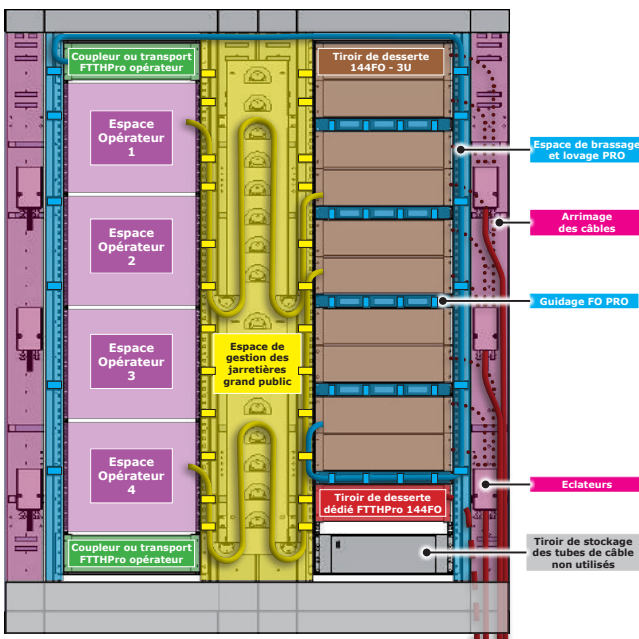 Coupleur ou transport
FTTHPro opérateur
Tiroir de desserte
144FO - 3U
Espace
Opérateur
1
Espace de brassage
et lovage PRO
Arrimage
des câbles
Espace
Opérateur
2
Guidage FO PRO
Espace de
gestion des
jarretières
grand public
Espace
Opérateur
3
Espace
Opérateur
4
Eclateurs
Tiroir de desserte
dédié FTTHPro 144FO
Coupleur ou transport
FTTHPro opérateur
Tiroir de stockage
des tubes de câble
non utilisés